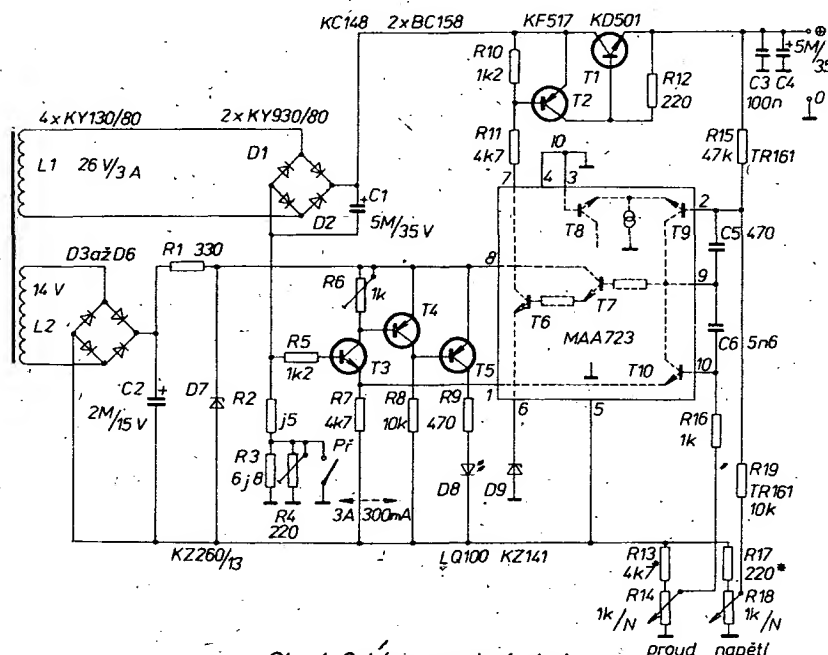 KC148 2xBC158 KF517 KD501
R10
1k2
T1
T2
R12
220
C3
100n
C4
5M/
35
0
4xKY130/80 2xKY930/80
L1 26 V/3 A
D1
D2
C1
5M/
35 V
R11
4k7
R15
47k
TR161
7
10
4
3
2
T8
T9
C5 470
D3až D6
R1 330
14 V
L2
R6
1k
T4
8
T6
T7
9
MAA723
C6
5n6
R5
1k2
T3
T5
T10
10
C2
2M/15 V
D7
R2
j5
R7
4k7
R8
10k
R9
470
1
6
5
R16
1k
R3
6j8
R4
220
Př
3A 300mA
D8
D9
R19
TR161
10k
KZ260/13
LQ100 KZ141
R13
4k7*
R17
220*
R14
1k/N
R18
1k/N
proud napětí